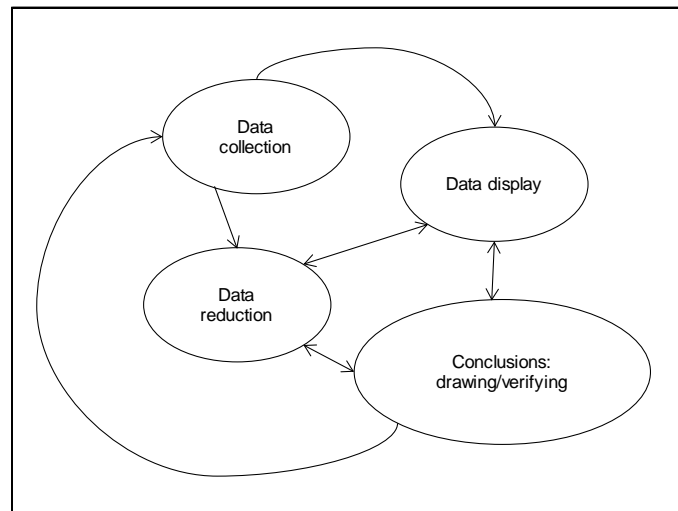 Data
collection
Data display
Data
reduction
Conclusions:
drawing/verifying